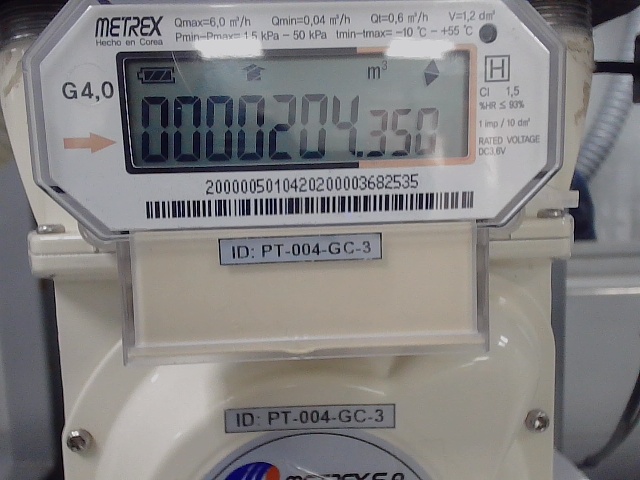 METREX
Hecho en Corea
Qmax=6,0 m³/h Qmin=0,04 m³/h Qt=0,6 m³/h V=1,2 dm³
Pmin-Pmax= 1,5 kPa - 50 kPa tmin-tmax= -10 °C - +55 °C
G4,0
m³
0000204.350
H
Cl 1,5
%HR ≤ 93%
1 imp / 10 dm³
RATED VOLTAGE
DC3.6V
2000005010420200003682535
ID: PT-004-GC-3
ID: PT-004-GC-3